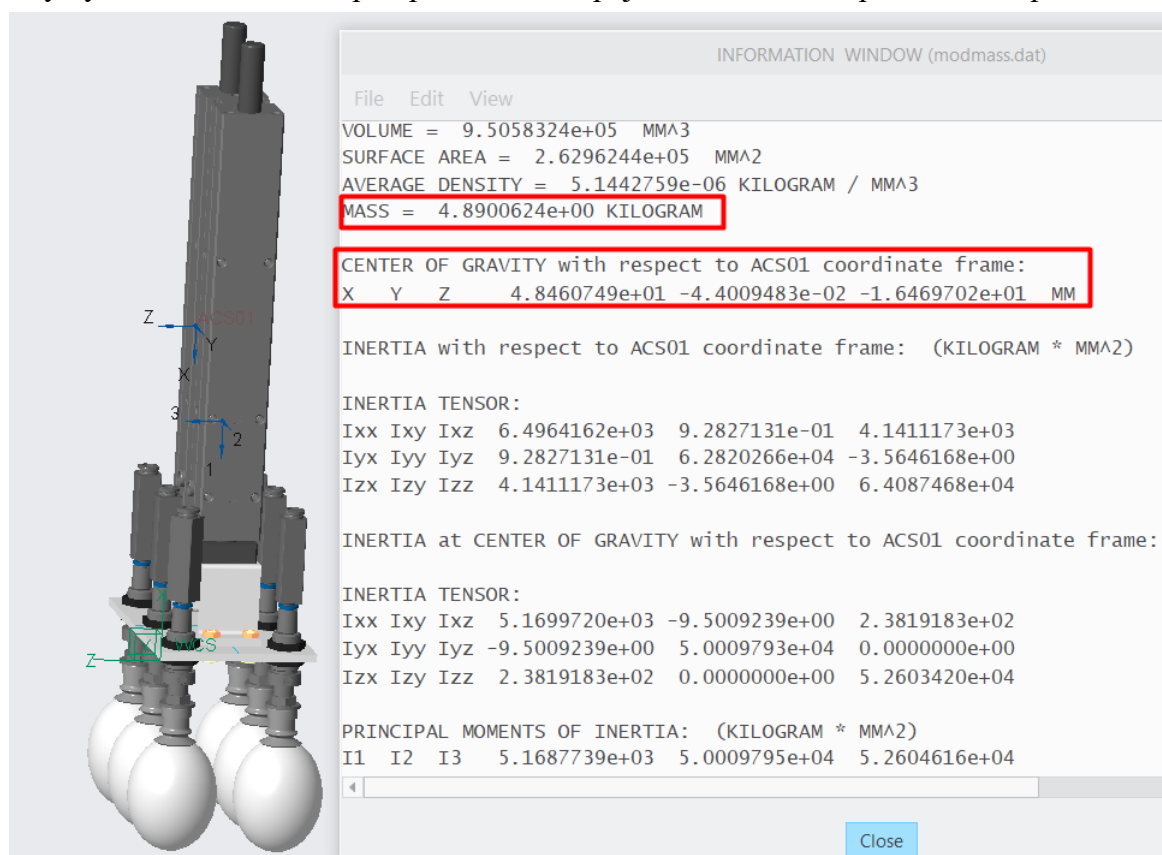 INFORMATION WINDOW (modmass.dat)
File Edit View
VOLUME = 9.5058324e+05 MM^3
SURFACE AREA = 2.6296244e+05 MM^2
AVERAGE DENSITY = 5.1442759e-06 KILOGRAM / MM^3
MASS = 4.8900624e+00 KILOGRAM
CENTER OF GRAVITY with respect to ACS01 coordinate frame:
X Y Z 4.8460749e+01 -4.4009483e-02 -1.6469702e+01 MM
INERTIA with respect to ACS01 coordinate frame: (KILOGRAM * MM^2)
INERTIA TENSOR:
Ixx Ixy Ixz 6.4964162e+03 9.2827131e-01 4.1411173e+03
Iyx Iyy Iyz 9.2827131e-01 6.2820266e+04 -3.5646168e+00
Izx Izy Izz 4.1411173e+03 -3.5646168e+00 6.4087468e+04
INERTIA at CENTER OF GRAVITY with respect to ACS01 coordinate frame:
INERTIA TENSOR:
Ixx Ixy Ixz 5.1699720e+03 -9.5009239e+00 2.3819183e+02
Iyx Iyy Iyz -9.5009239e+00 5.0009793e+04 0.0000000e+00
Izx Izy Izz 2.3819183e+02 0.0000000e+00 5.2603420e+04
PRINCIPAL MOMENTS OF INERTIA: (KILOGRAM * MM^2)
I1 I2 I3 5.1687739e+03 5.0009795e+04 5.2604616e+04
Close
Z
ACS01
Y
X
3
2
1
X
Y
WCS
Z